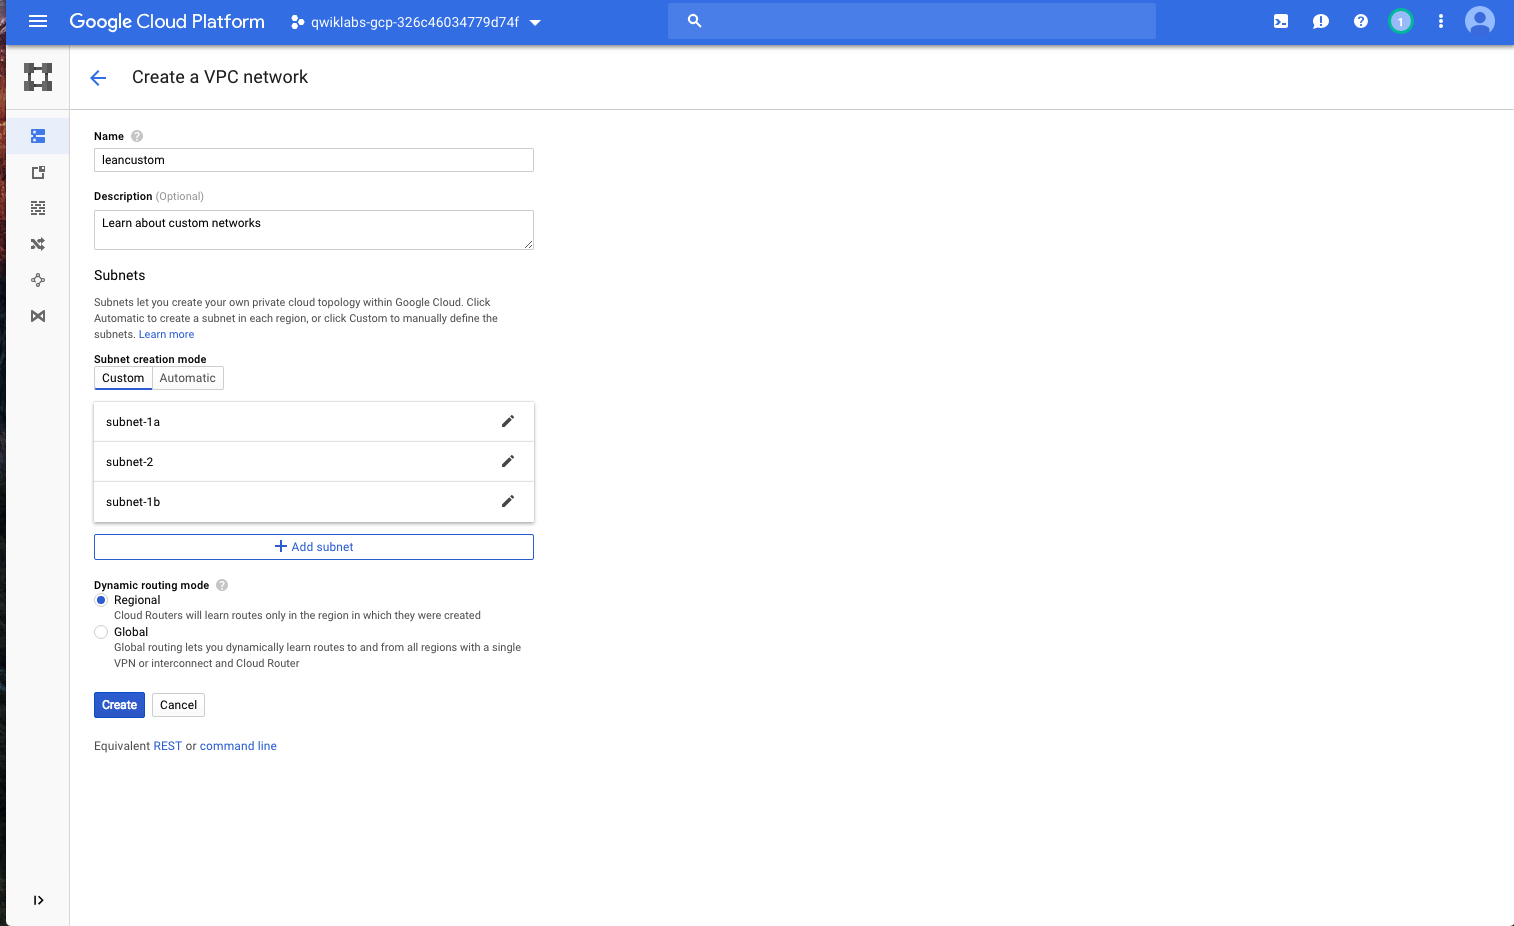 Google Cloud Platform
qwiklabs-gcp-326c46034779d74f
1
Create a VPC network
Name
leancustom
Description (Optional)
Learn about custom networks
Subnets
Subnets let you create your own private cloud topology within Google Cloud. Click
Automatic to create a subnet in each region, or click Custom to manually define the
subnets. Learn more
Subnet creation mode
Custom
Automatic
subnet-1a
subnet-2
subnet-1b
Add subnet
Dynamic routing mode
Regional
Cloud Routers will learn routes only in the region in which they were created
Global
Global routing lets you dynamically learn routes to and from all regions with a single
VPN or interconnect and Cloud Router
Create
Cancel
Equivalent REST or command line